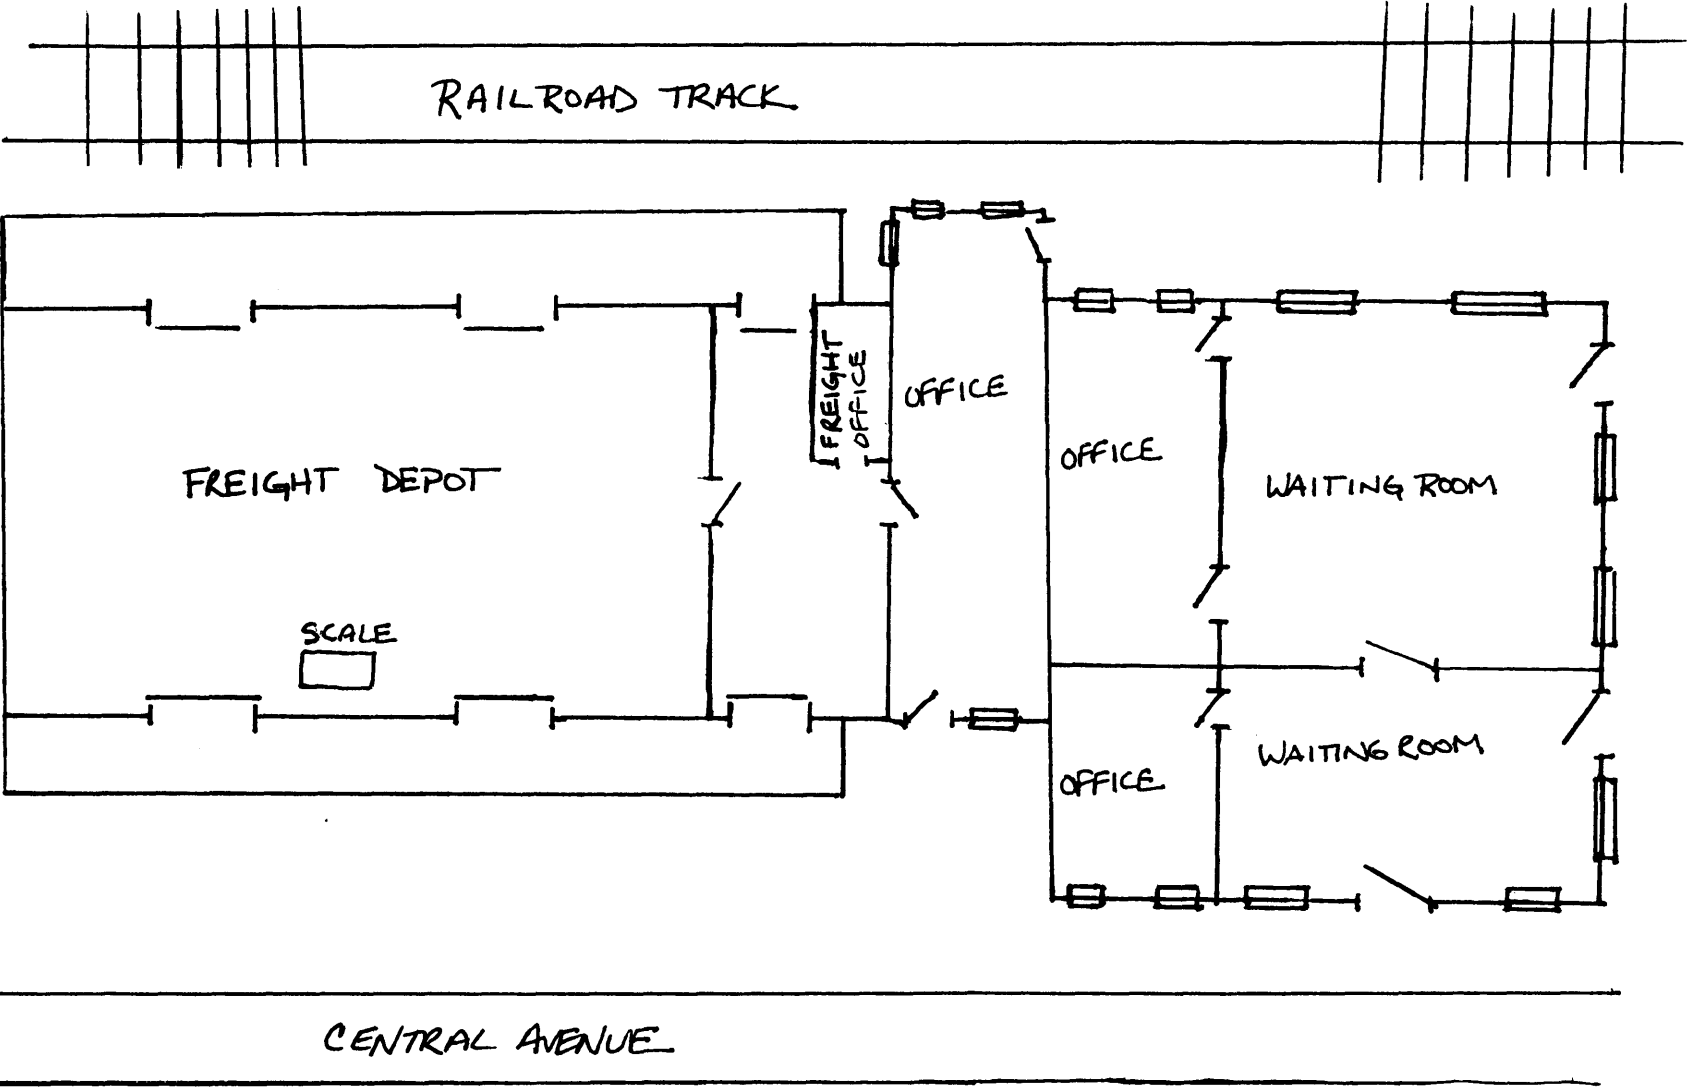 RAILROAD TRACK
FREIGHT
OFFICE
OFFICE
OFFICE
FREIGHT DEPOT
WAITING ROOM
SCALE
WAITING ROOM
OFFICE
CENTRAL AVENUE